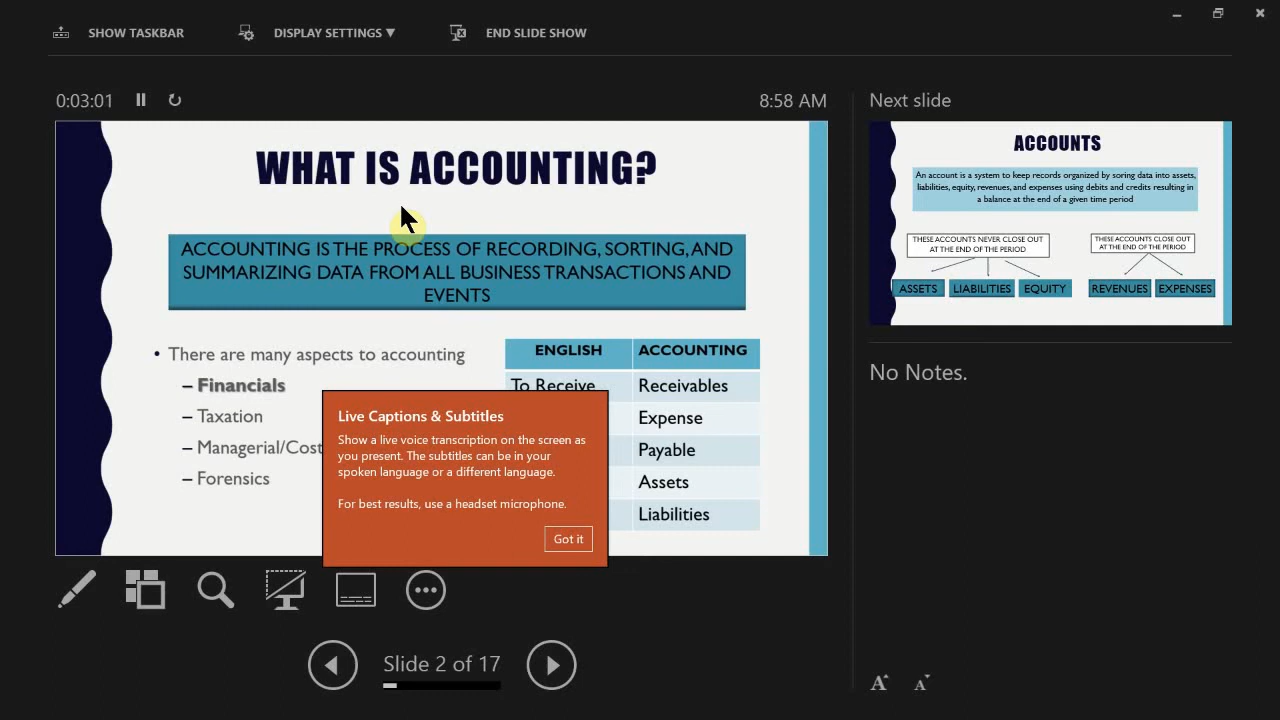 SHOW TASKBAR
DISPLAY SETTINGS ▼
END SLIDE SHOW
0:03:01
8:58 AM
WHAT IS ACCOUNTING?
ACCOUNTING IS THE PROCESS OF RECORDING, SORTING, AND
SUMMARIZING DATA FROM ALL BUSINESS TRANSACTIONS AND
EVENTS
• There are many aspects to accounting
– Financials
– Taxation
– Managerial/Cost
– Forensics
ENGLISH ACCOUNTING
To Receive Receivables
Expense
Payable
Assets
Liabilities
Live Captions & Subtitles
Show a live voice transcription on the screen as
you present. The subtitles can be in your
spoken language or a different language.
For best results, use a headset microphone.
Got it
Slide 2 of 17
Next slide
ACCOUNTS
An account is a system to keep records organized by soring data into assets,
liabilities, equity, revenues, and expenses using debits and credits resulting in
a balance at the end of a given time period
THESE ACCOUNTS NEVER CLOSE OUT
AT THE END OF THE PERIOD
THESE ACCOUNTS CLOSE OUT
AT THE END OF THE PERIOD
ASSETS LIABILITIES EQUITY REVENUES EXPENSES
No Notes.
A A